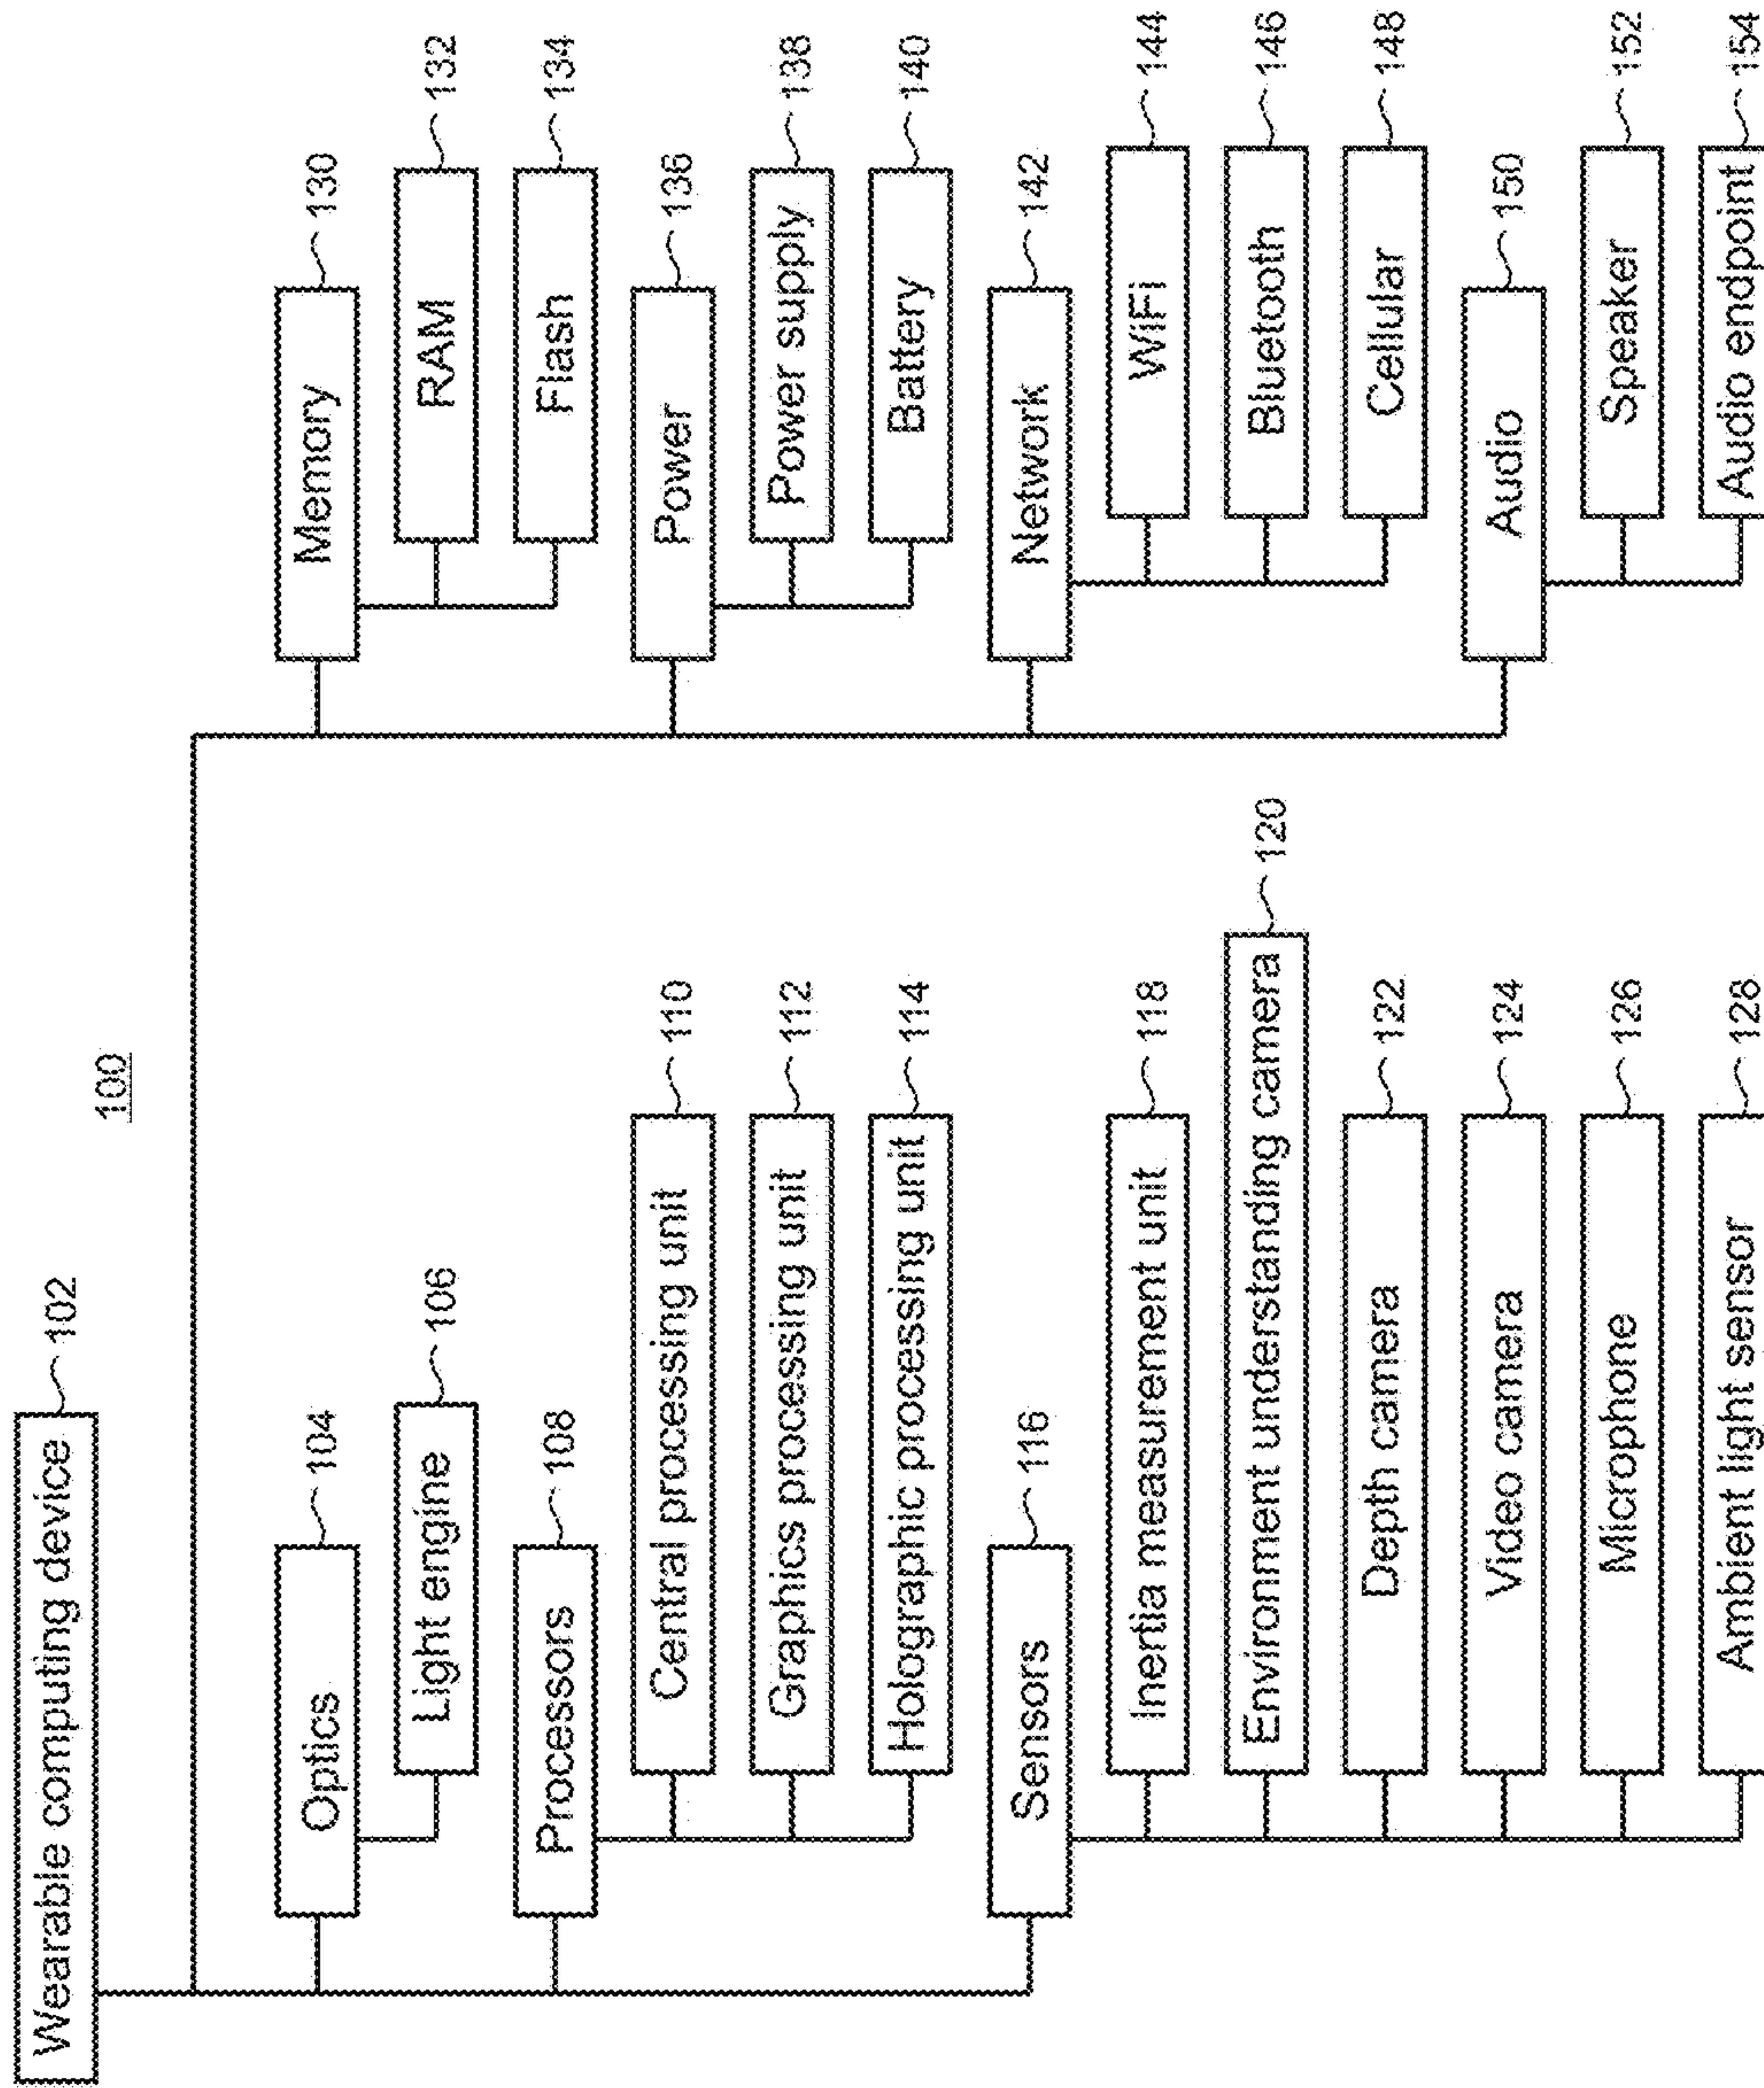 100
Wearable computing device 102
Optics 104
Light engine 106
Processors 108
Central processing unit 110
Graphics processing unit 112
Holographic processing unit 114
Sensors 116
Inertia measurement unit 118
Environment understanding camera 120
Depth camera 122
Video camera 124
Microphone 126
Ambient light sensor 128
Memory 130
RAM 132
Flash 134
Power 136
Power supply 138
Battery 140
Network 142
WiFi 144
Bluetooth 146
Cellular 148
Audio 150
Speaker 152
Audio endpoint 154